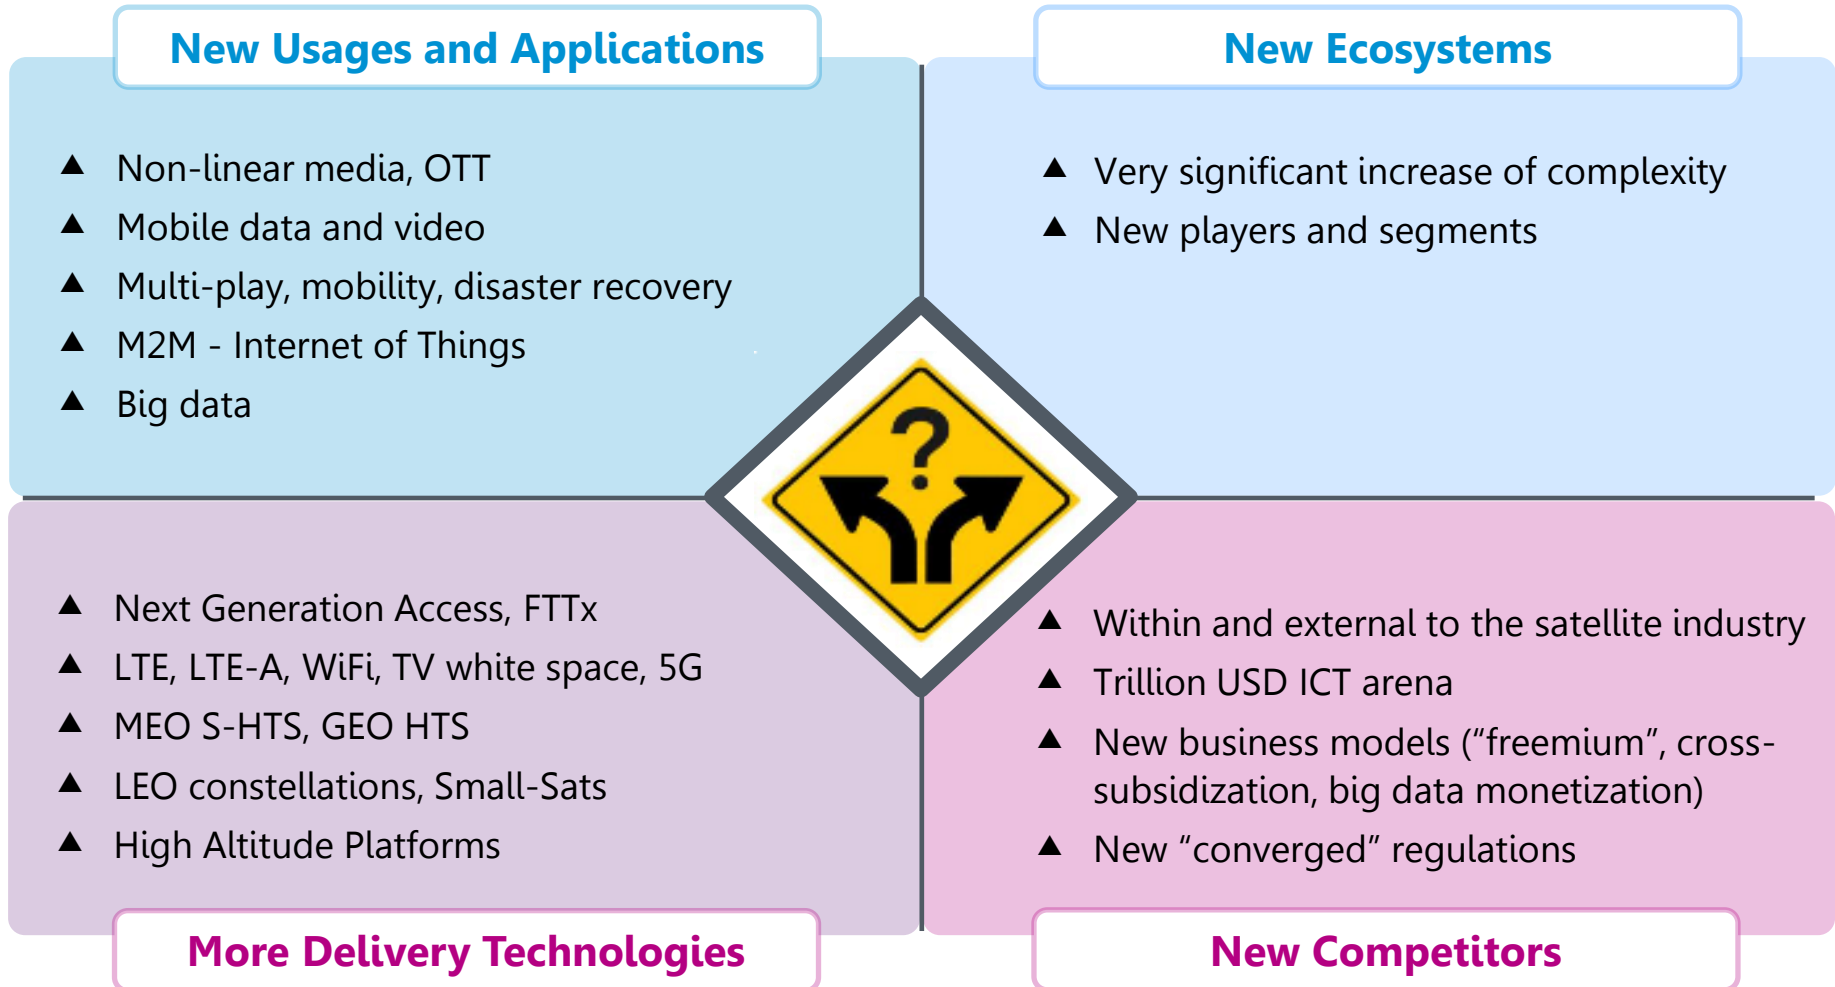 New Usages and Applications
▲ Non-linear media, OTT
▲ Mobile data and video
▲ Multi-play, mobility, disaster recovery
▲ M2M - Internet of Things
▲ Big data
New Ecosystems
▲ Very significant increase of complexity
▲ New players and segments
?
▲ Next Generation Access, FTTx
▲ LTE, LTE-A, WiFi, TV white space, 5G
▲ MEO S-HTS, GEO HTS
▲ LEO constellations, Small-Sats
▲ High Altitude Platforms
More Delivery Technologies
▲ Within and external to the satellite industry
▲ Trillion USD ICT arena
▲ New business models (“freemium”, cross-
subsidization, big data monetization)
▲ New “converged” regulations
New Competitors